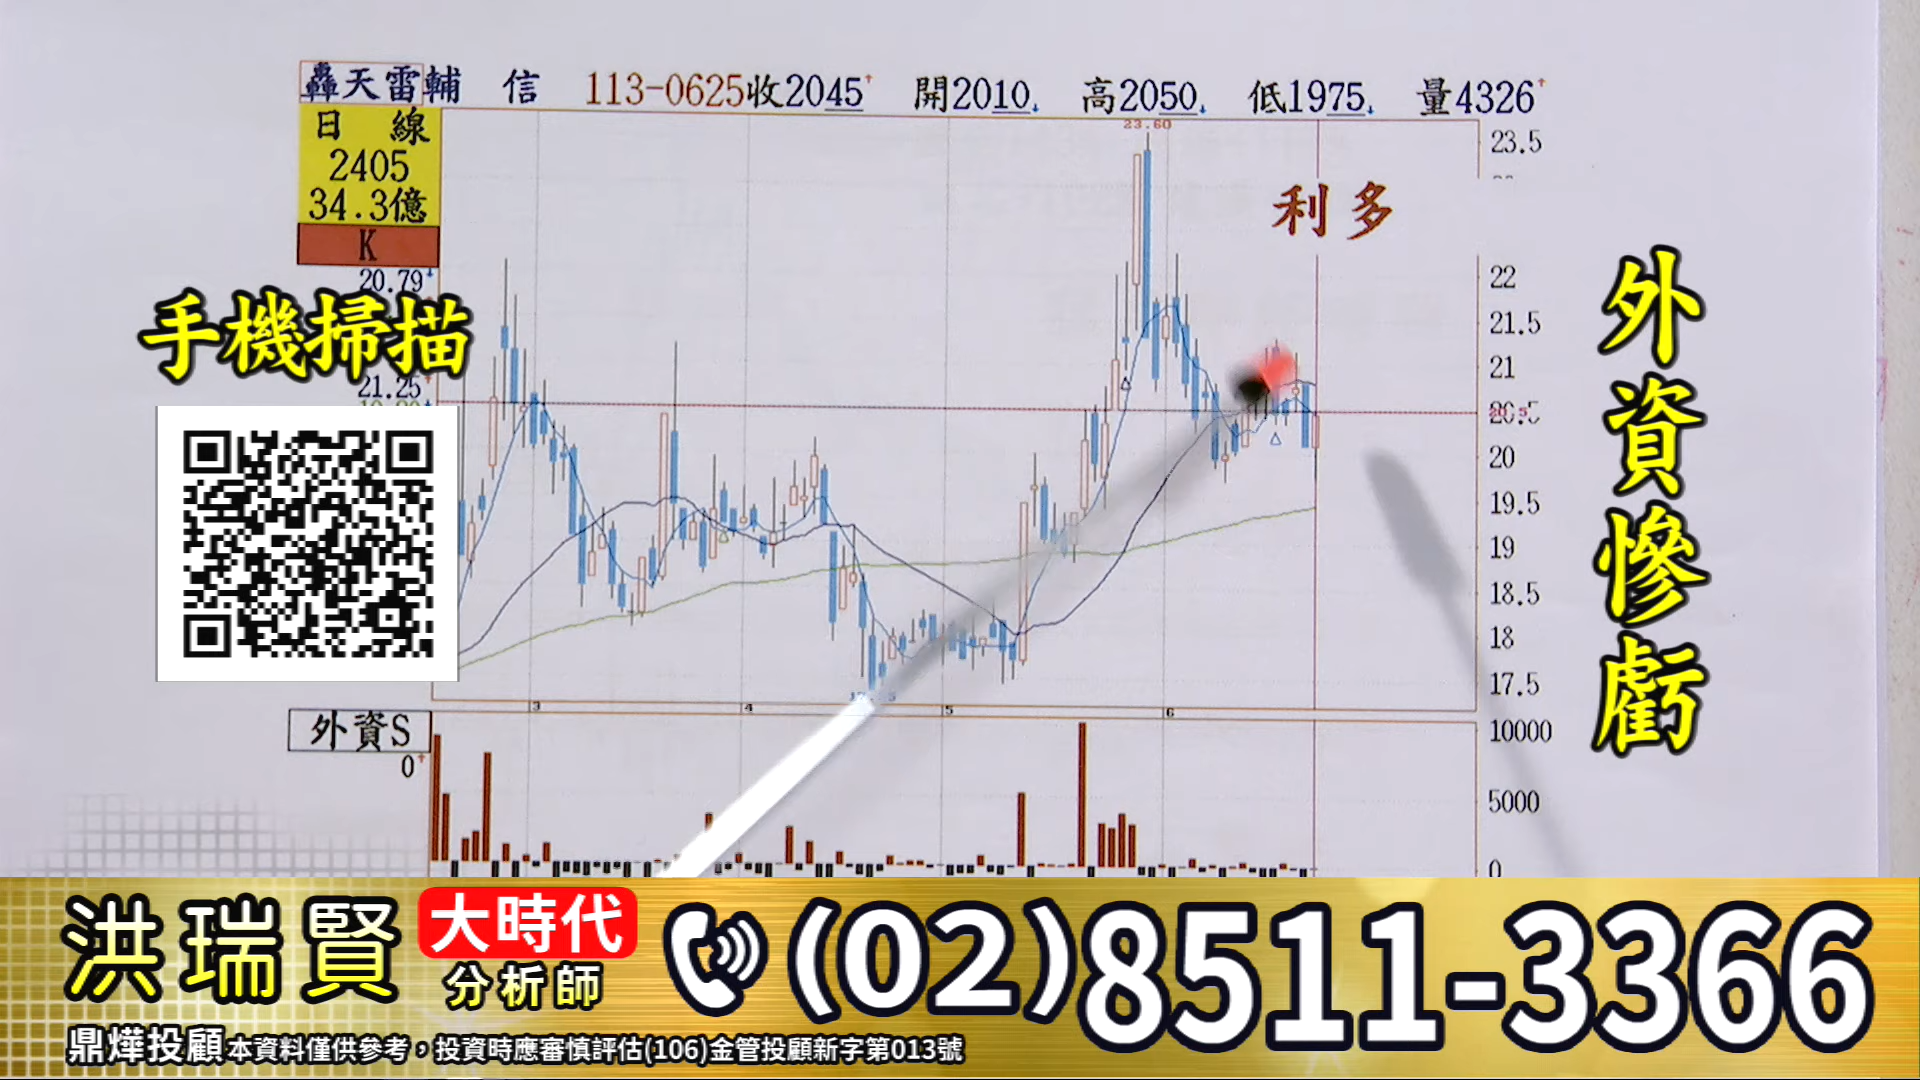 轟天雷輔 信 113-0625收2045↑ 開2010↓ 高2050↓ 低1975↓ 量4326↑
日 線
2405
34.3億
K
20.79↓
21.25
手機掃描
23.60
利多
23.5
22
21.5
21
20.5
20
19.5
19
18.5
18
17.5
3 4 5 6
外資S
0↑
10000
5000
0
外資慘虧
洪瑞賢
大時代
分析師
(02)8511-3366
鼎燁投顧 本資料僅供參考，投資時應審慎評估(106)金管投顧新字第013號